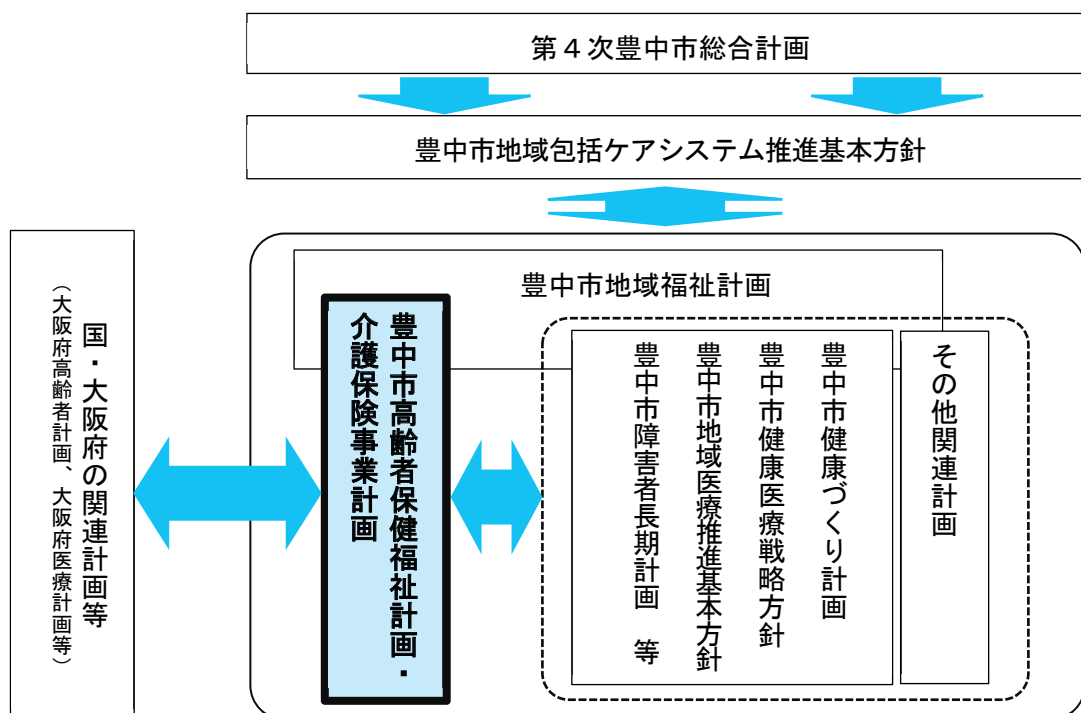 第４次豊中市総合計画
豊中市地域包括ケアシステム推進基本方針
豊中市地域福祉計画
国・大阪府の関連計画等
（大阪府高齢者計画、大阪府医療計画等）
豊中市高齢者保健福祉計画・
介護保険事業計画
その他関連計画
豊中市健康づくり計画
豊中市健康医療戦略方針
豊中市地域医療推進基本方針
豊中市障害者長期計画　等